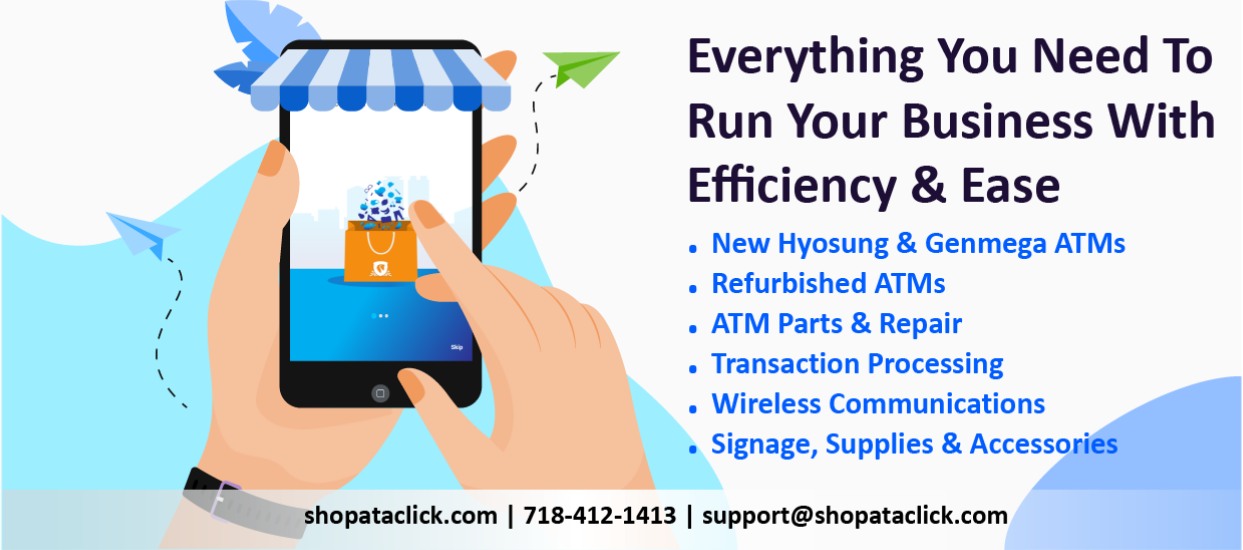 Everything You Need To
Run Your Business With
Efficiency & Ease
. New Hyosung & Genmega ATMs
. Refurbished ATMs
. ATM Parts & Repair
. Transaction Processing
. Wireless Communications
. Signage, Supplies & Accessories
Skip
shopataclick.com | 718-412-1413 | support@shopataclick.com